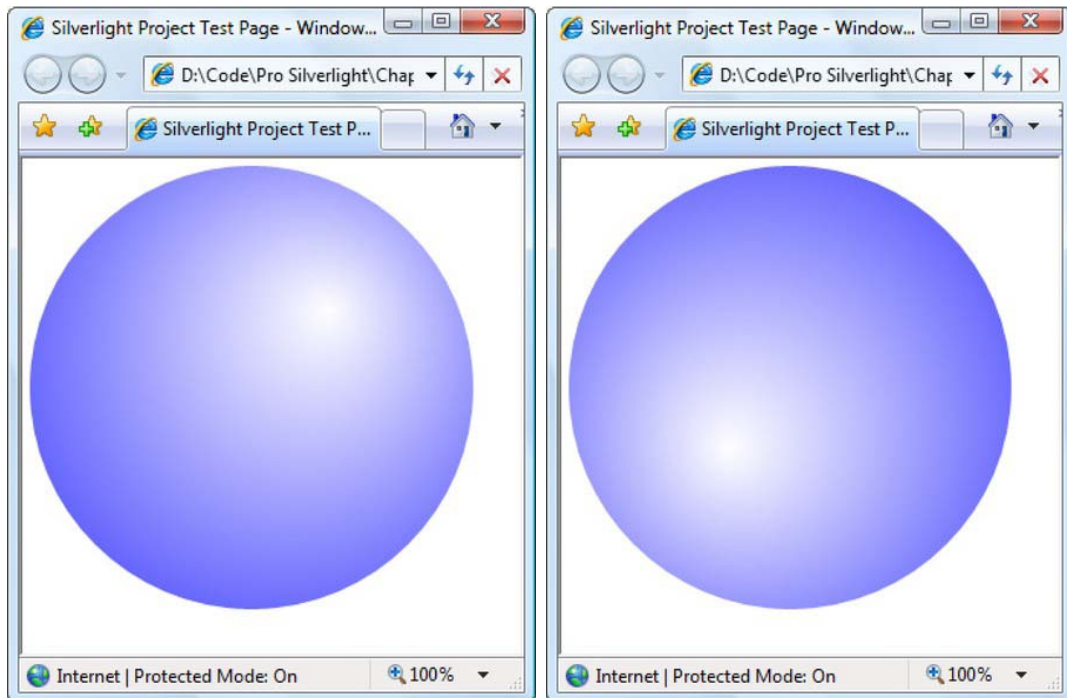 Silverlight Project Test Page - Window...
D:\Code\Pro Silverlight\Chap
Silverlight Project Test P...
Internet | Protected Mode: On
100%
Silverlight Project Test Page - Window...
D:\Code\Pro Silverlight\Chap
Silverlight Project Test P...
Internet | Protected Mode: On
100%